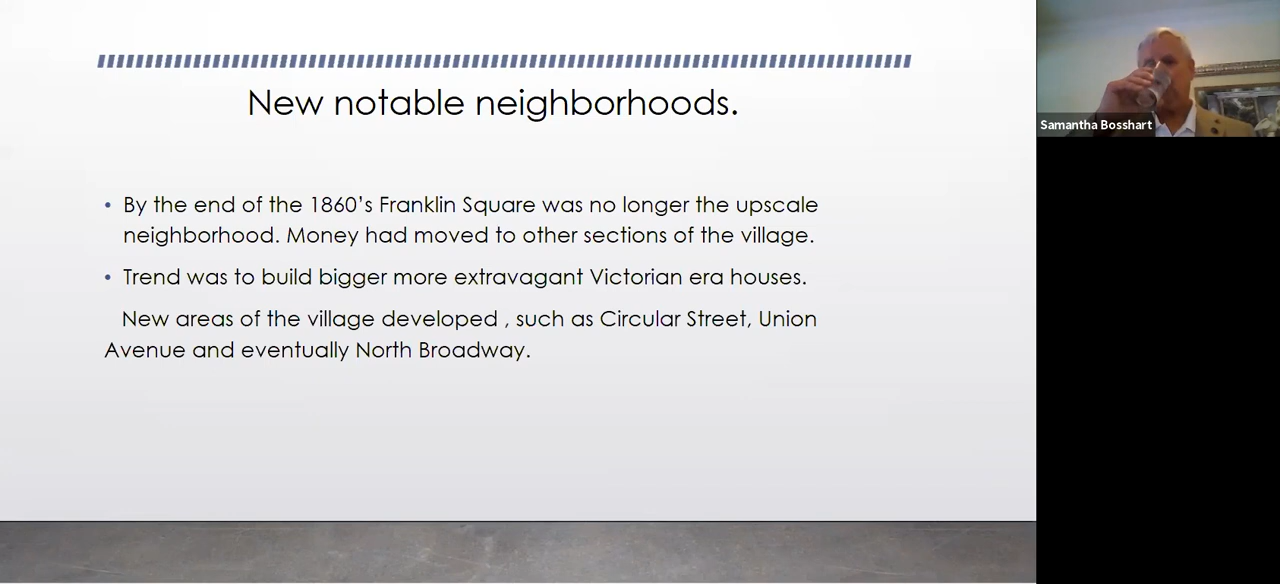 New notable neighborhoods.
• By the end of the 1860’s Franklin Square was no longer the upscale
neighborhood. Money had moved to other sections of the village.
• Trend was to build bigger more extravagant Victorian era houses.
New areas of the village developed , such as Circular Street, Union
Avenue and eventually North Broadway.
Samantha Bosshart